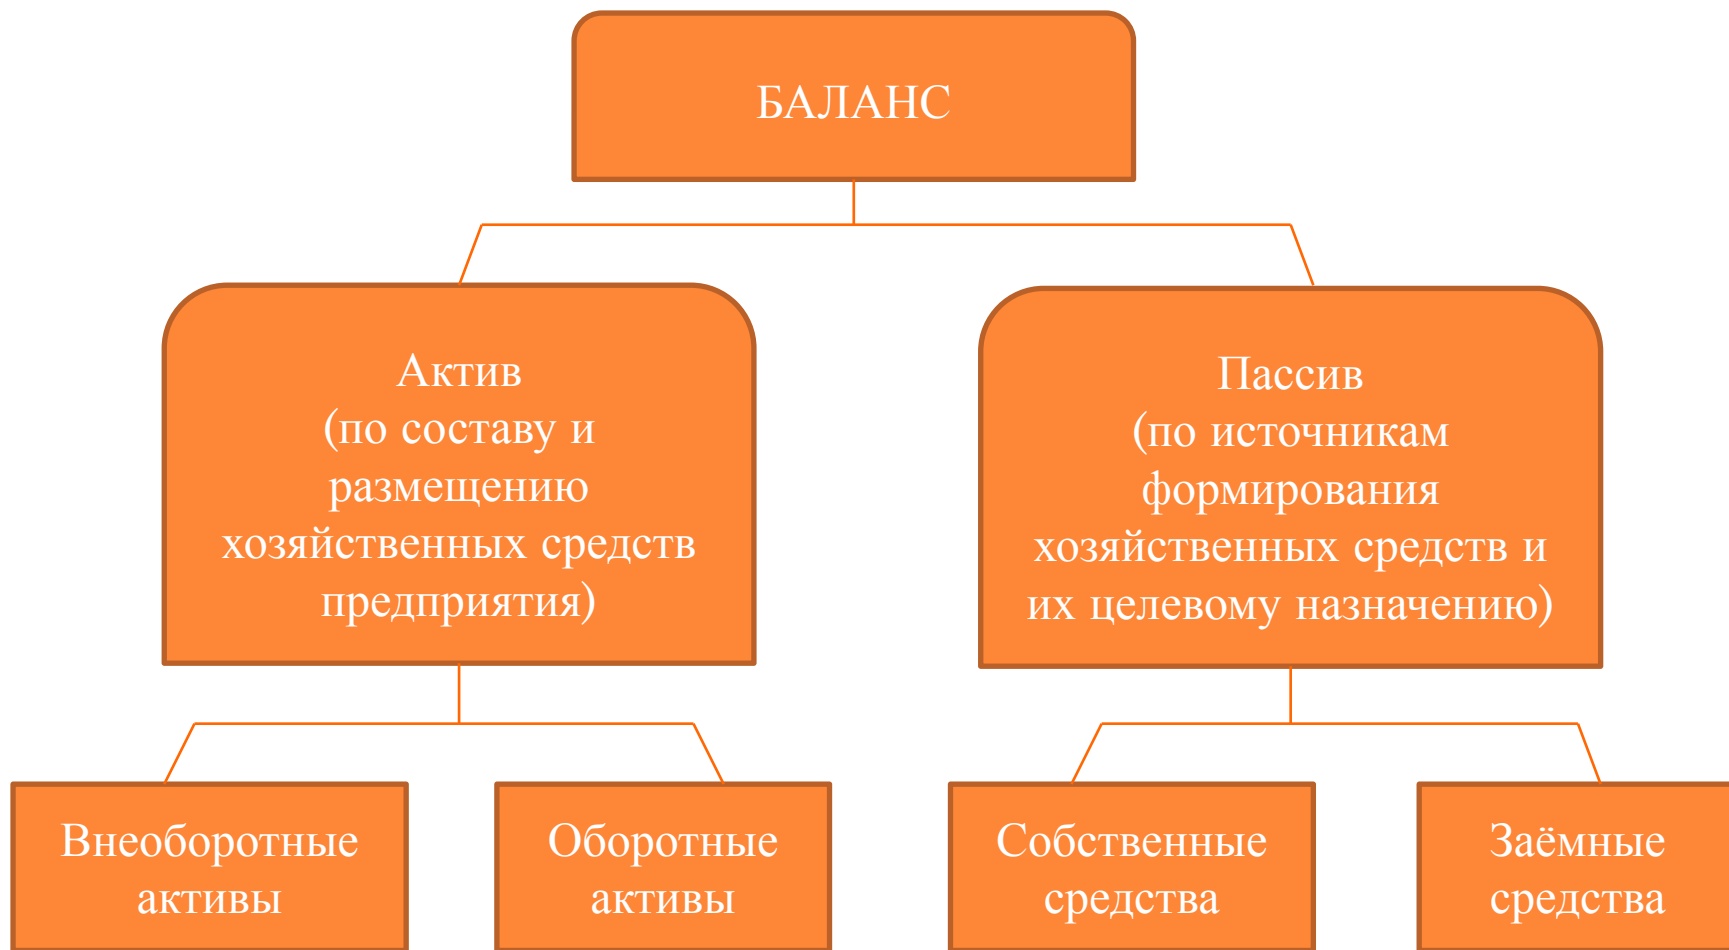 БАЛАНС
Актив
(по составу и
размещению
хозяйственных средств
предприятия)
Пассив
(по источникам
формирования
хозяйственных средств и
их целевому назначению)
Внеоборотные
активы
Оборотные
активы
Собственные
средства
Заёмные
средства